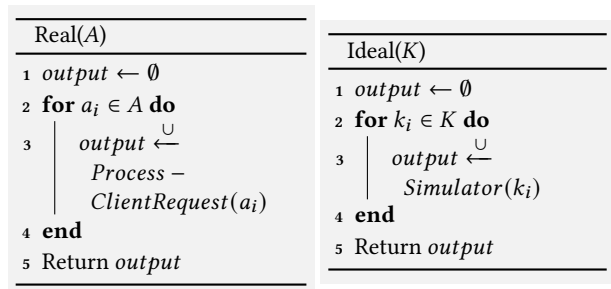 Real(A)
1 output ← ∅
2 for a_i ∈ A do
3 output ←∪
Process −
ClientRequest(a_i)
4 end
5 Return output
Ideal(K)
1 output ← ∅
2 for k_i ∈ K do
3 output ←∪
Simulator(k_i)
4 end
5 Return output